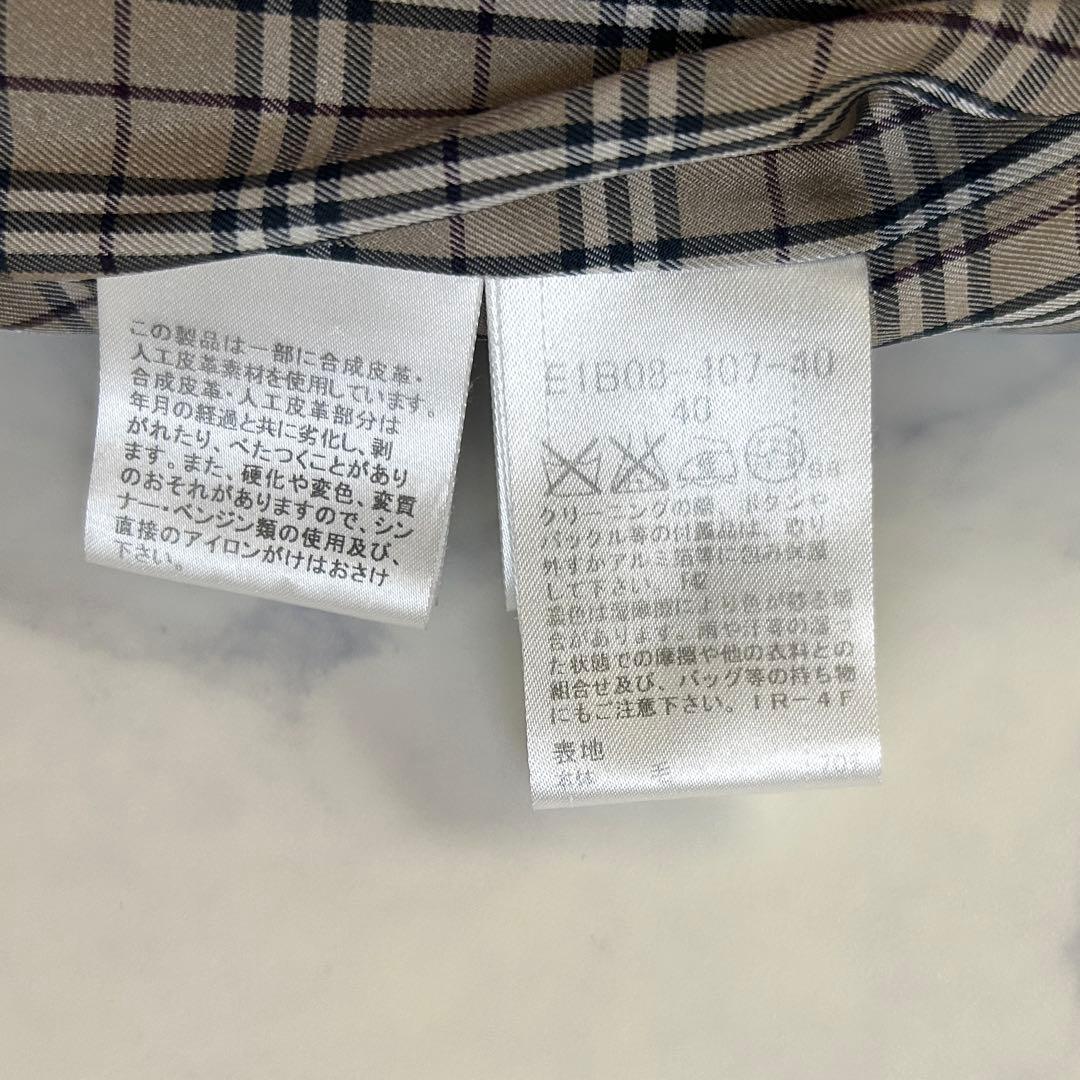 この製品は一部に合成皮革・
人工皮革素材を使用しています。
合成皮革・人工皮革部分は
年月の経過と共に劣化し、剥
がれたり、べたつくことがあり
ます。また、硬化や変色、変質
のおそれがありますので、シン
ナー・ベンジン類の使用及び、
直接のアイロンがけはおさけ
下さい。
E1B08-107-40
40
クリーニングの際、ボタンや
バックル等の付属品は、取り
外すかアルミ箔等に
して下さい。
濃色は湿摩擦により色が移る場
合があります。雨や汗等の湿っ
た状態での摩擦や他の衣料との
組合せ及び、バッグ等の持ち物
にもご注意下さい。IR-4F
表地
毛